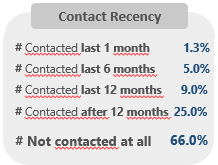 Contact Recency
# Contacted last 1 month 1.3%
# Contacted last 6 months 5.0%
# Contacted last 12 months 9.0%
# Contacted after 12 months 25.0%
# Not contacted at all 66.0%